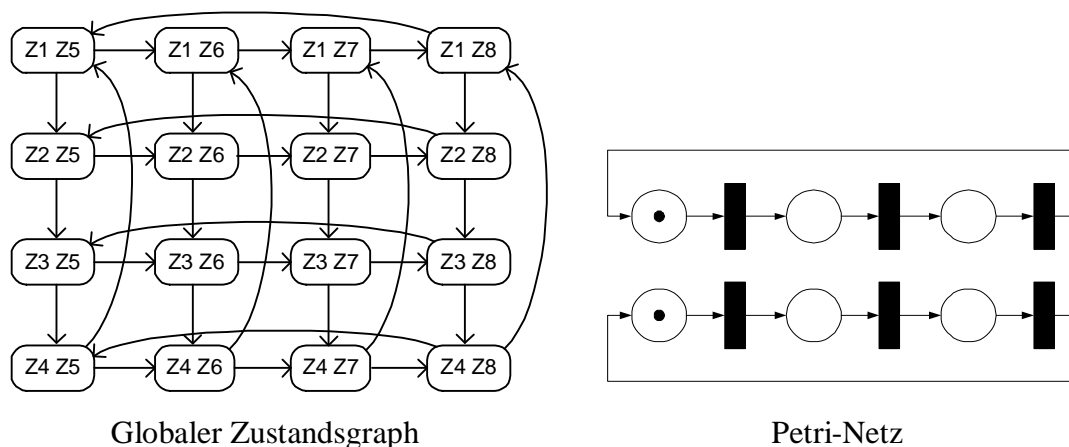 Z1 Z5 Z1 Z6 Z1 Z7 Z1 Z8
Z2 Z5 Z2 Z6 Z2 Z7 Z2 Z8
Z3 Z5 Z3 Z6 Z3 Z7 Z3 Z8
Z4 Z5 Z4 Z6 Z4 Z7 Z4 Z8
Globaler Zustandsgraph Petri-Netz